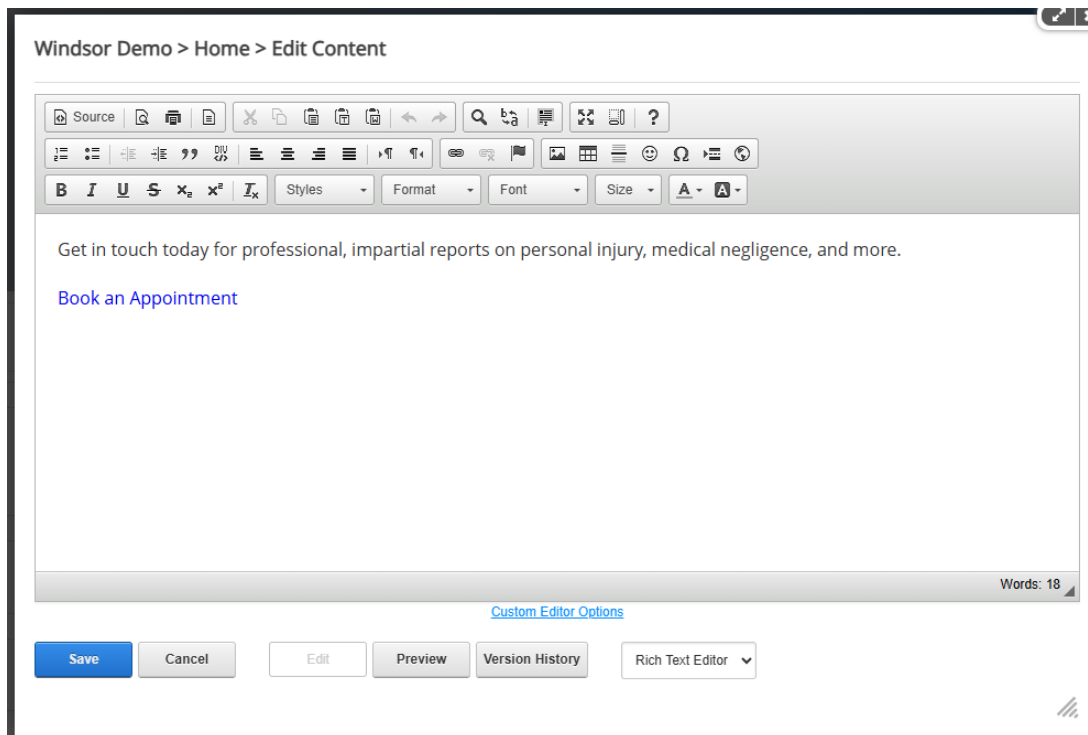 Windsor Demo > Home > Edit Content
Source
Styles Format Font Size A A
Get in touch today for professional, impartial reports on personal injury, medical negligence, and more.
Book an Appointment
Words: 18
Custom Editor Options
Save Cancel Edit Preview Version History Rich Text Editor